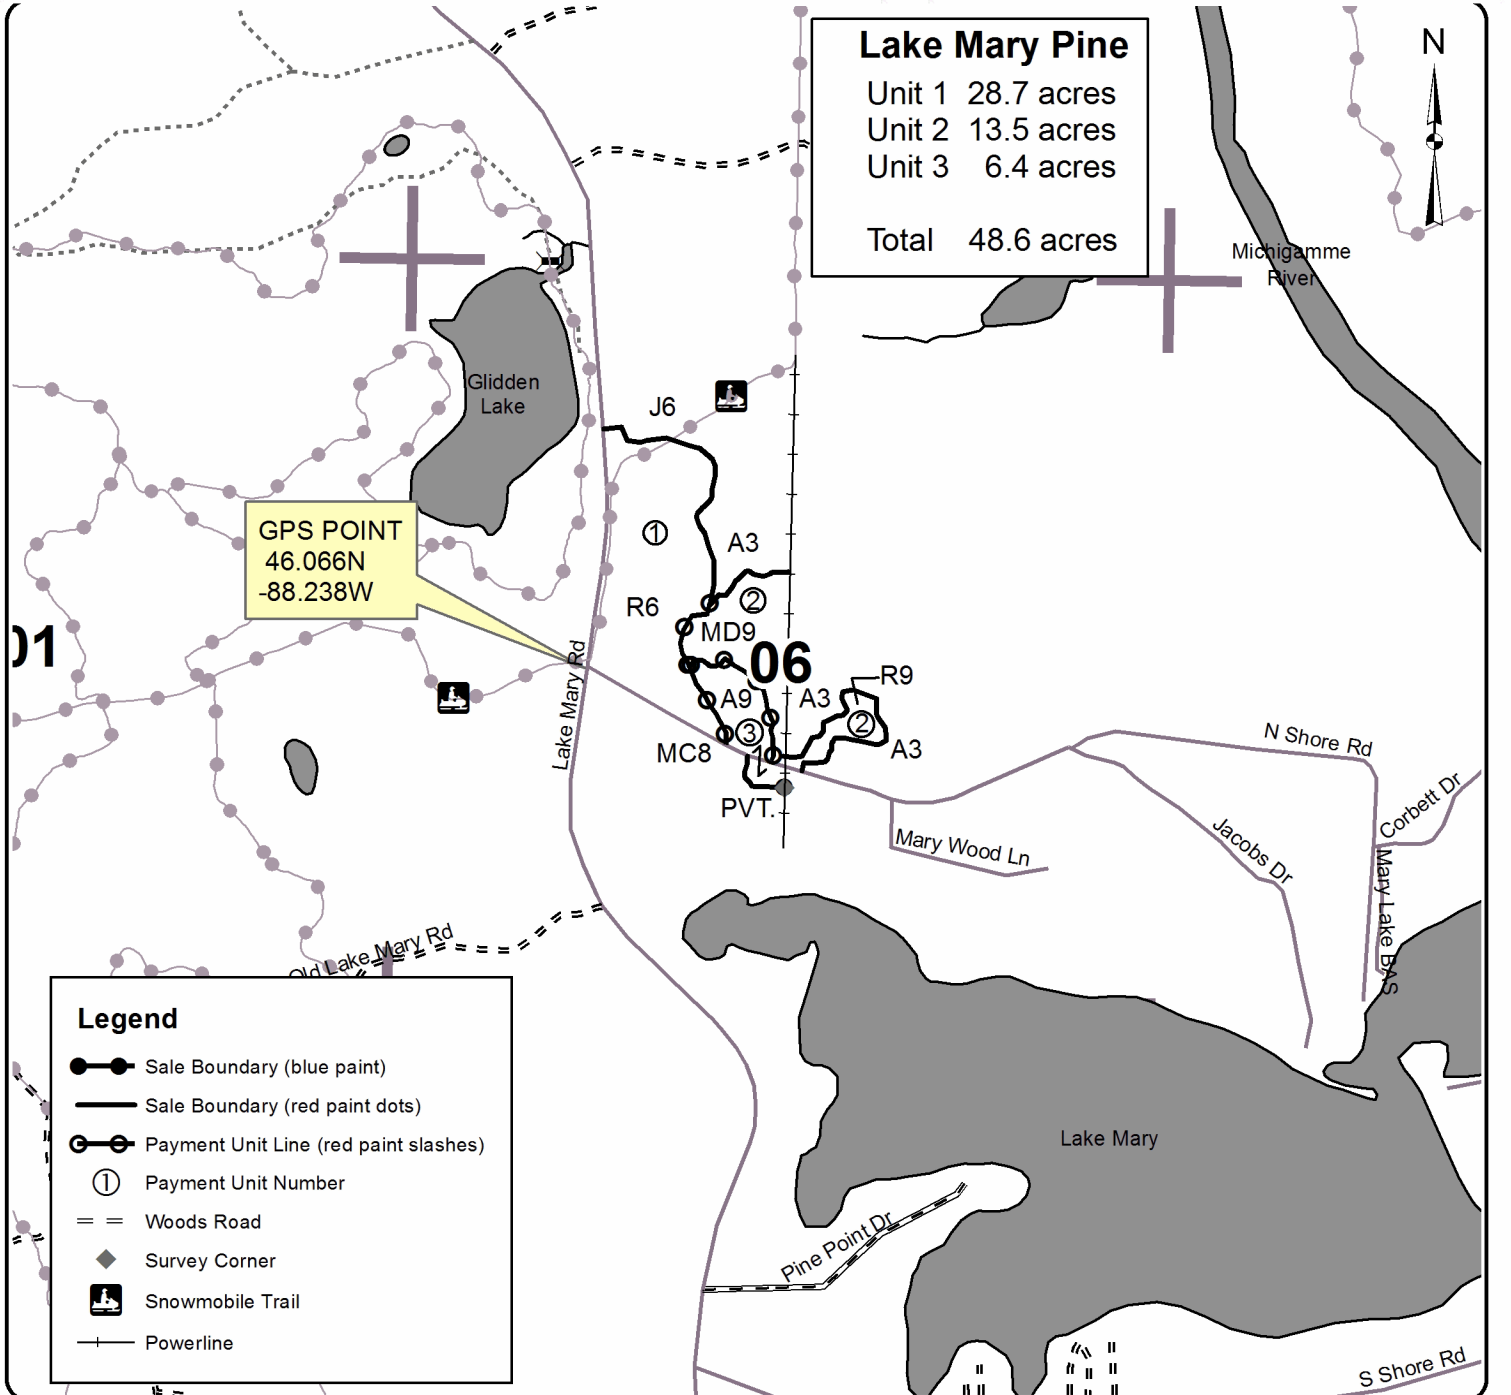 Lake Mary Pine
Unit 1 28.7 acres
Unit 2 13.5 acres
Unit 3 6.4 acres
Total 48.6 acres
N
Michigamme
River
Glidden
Lake
J6
GPS POINT
46.066N
-88.238W
1
A3
2
R6
MD9
01
06
R9
A9
A3
2
3
A3
MC8
1
PVT.
Lake Mary Rd
N Shore Rd
Corbett Dr
Jacobs Dr
Mary Wood Ln
Mary Lake BAS
Old Lake Mary Rd
Lake Mary
Pine Point Dr
S Shore Rd
Legend
Sale Boundary (blue paint)
Sale Boundary (red paint dots)
Payment Unit Line (red paint slashes)
1 Payment Unit Number
Woods Road
Survey Corner
Snowmobile Trail
Powerline